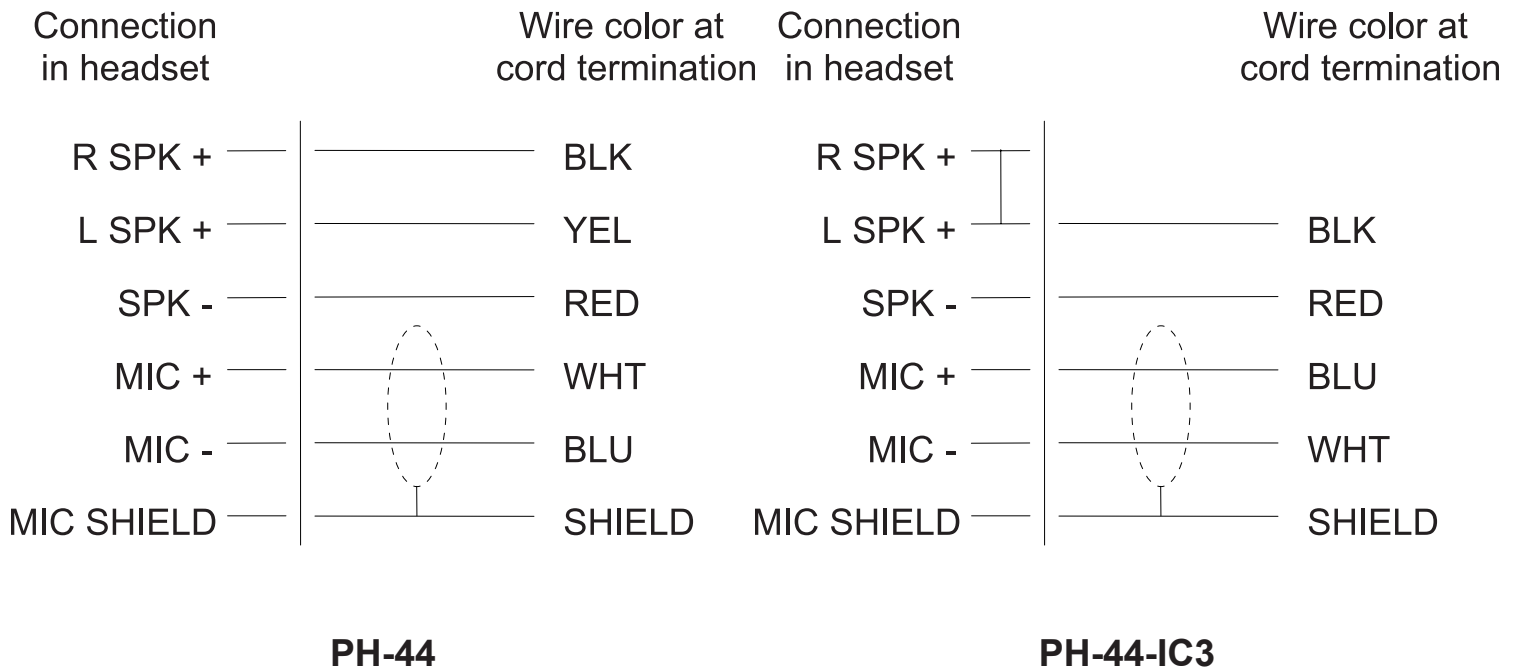 Connection
in headset
Wire color at
cord termination
R SPK +
BLK
L SPK +
YEL
SPK -
RED
MIC +
WHT
MIC -
BLU
MIC SHIELD
SHIELD
PH-44
Connection
in headset
Wire color at
cord termination
R SPK +
L SPK +
BLK
SPK -
RED
MIC +
BLU
MIC -
WHT
MIC SHIELD
SHIELD
PH-44-IC3